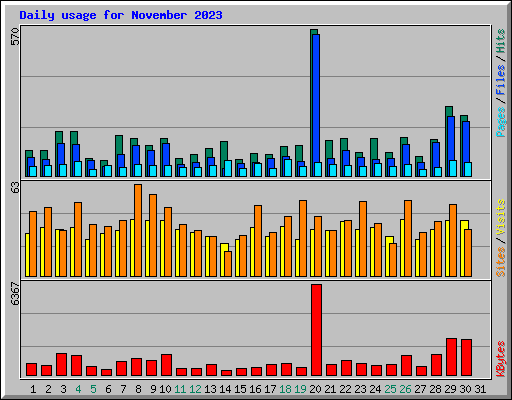 Daily usage for November 2023
570
Pages / Files / Hits
63
Sites / Visits
6367
KBytes
1 2 3 4 5 6 7 8 9 10 11 12 13 14 15 16 17 18 19 20 21 22 23 24 25 26 27 28 29 30 31